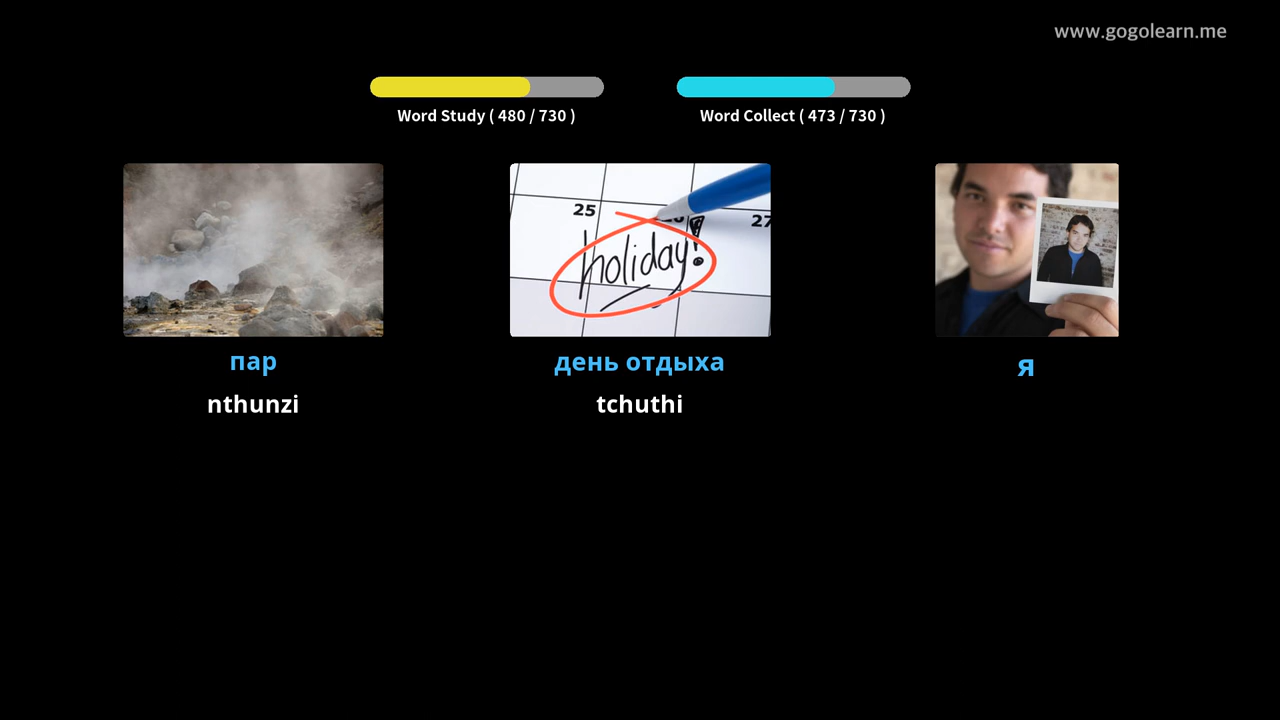 www.gogolearn.me
Word Study ( 480 / 730 )
Word Collect ( 473 / 730 )
25
27
holiday!
пар
день отдыха
я
nthunzi
tchuthi